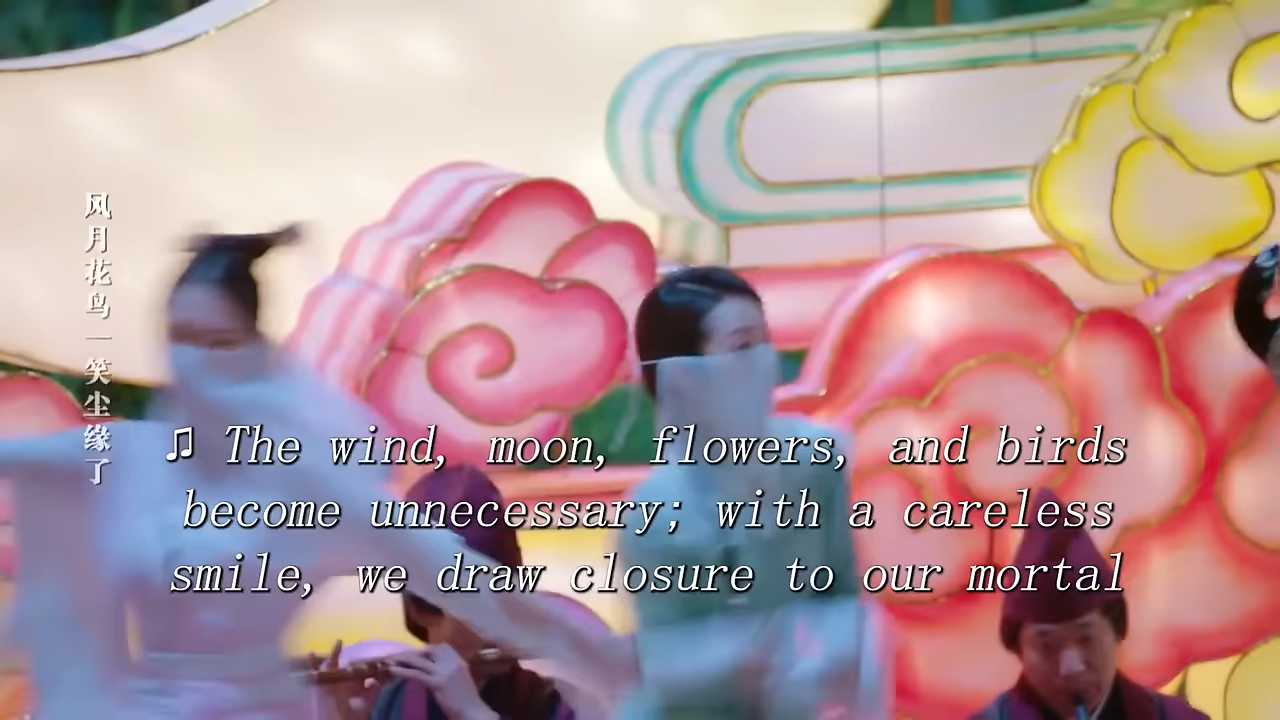 风月花鸟一笑尘缘了
♫ The wind, moon, flowers, and birds
become unnecessary; with a careless
smile, we draw closure to our mortal